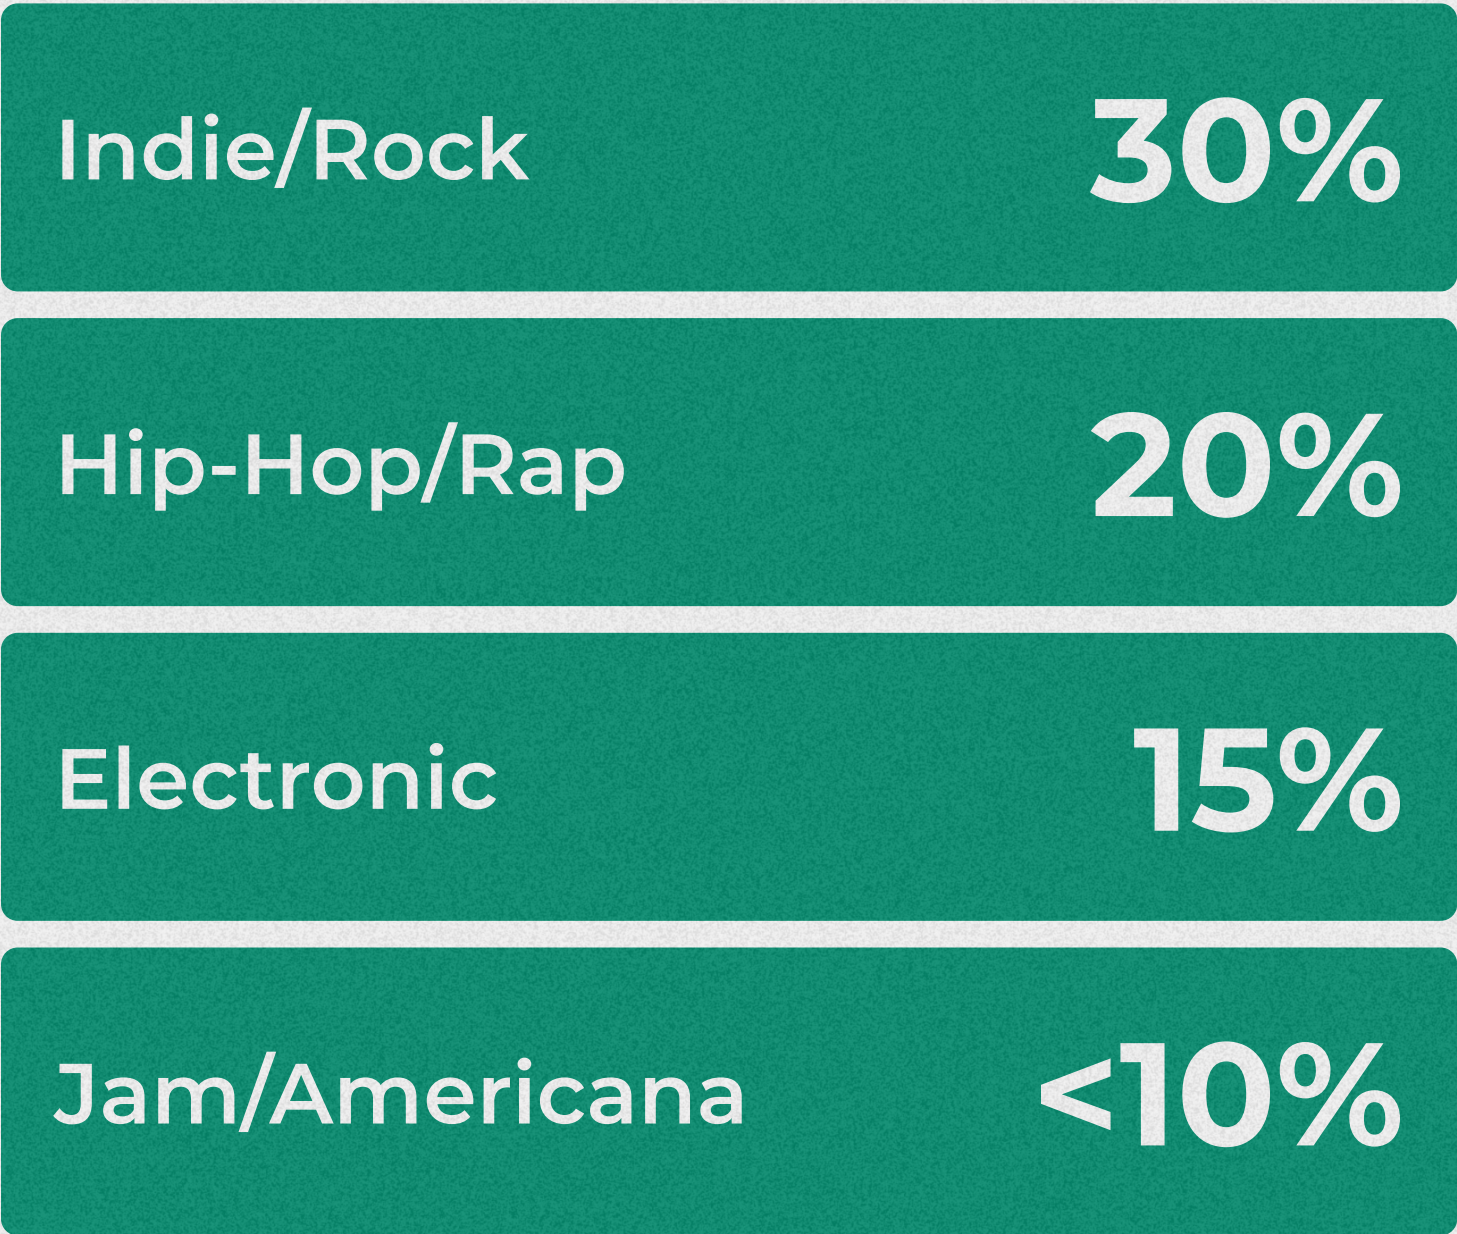 Indie/Rock 30%
Hip-Hop/Rap 20%
Electronic 15%
Jam/Americana <10%